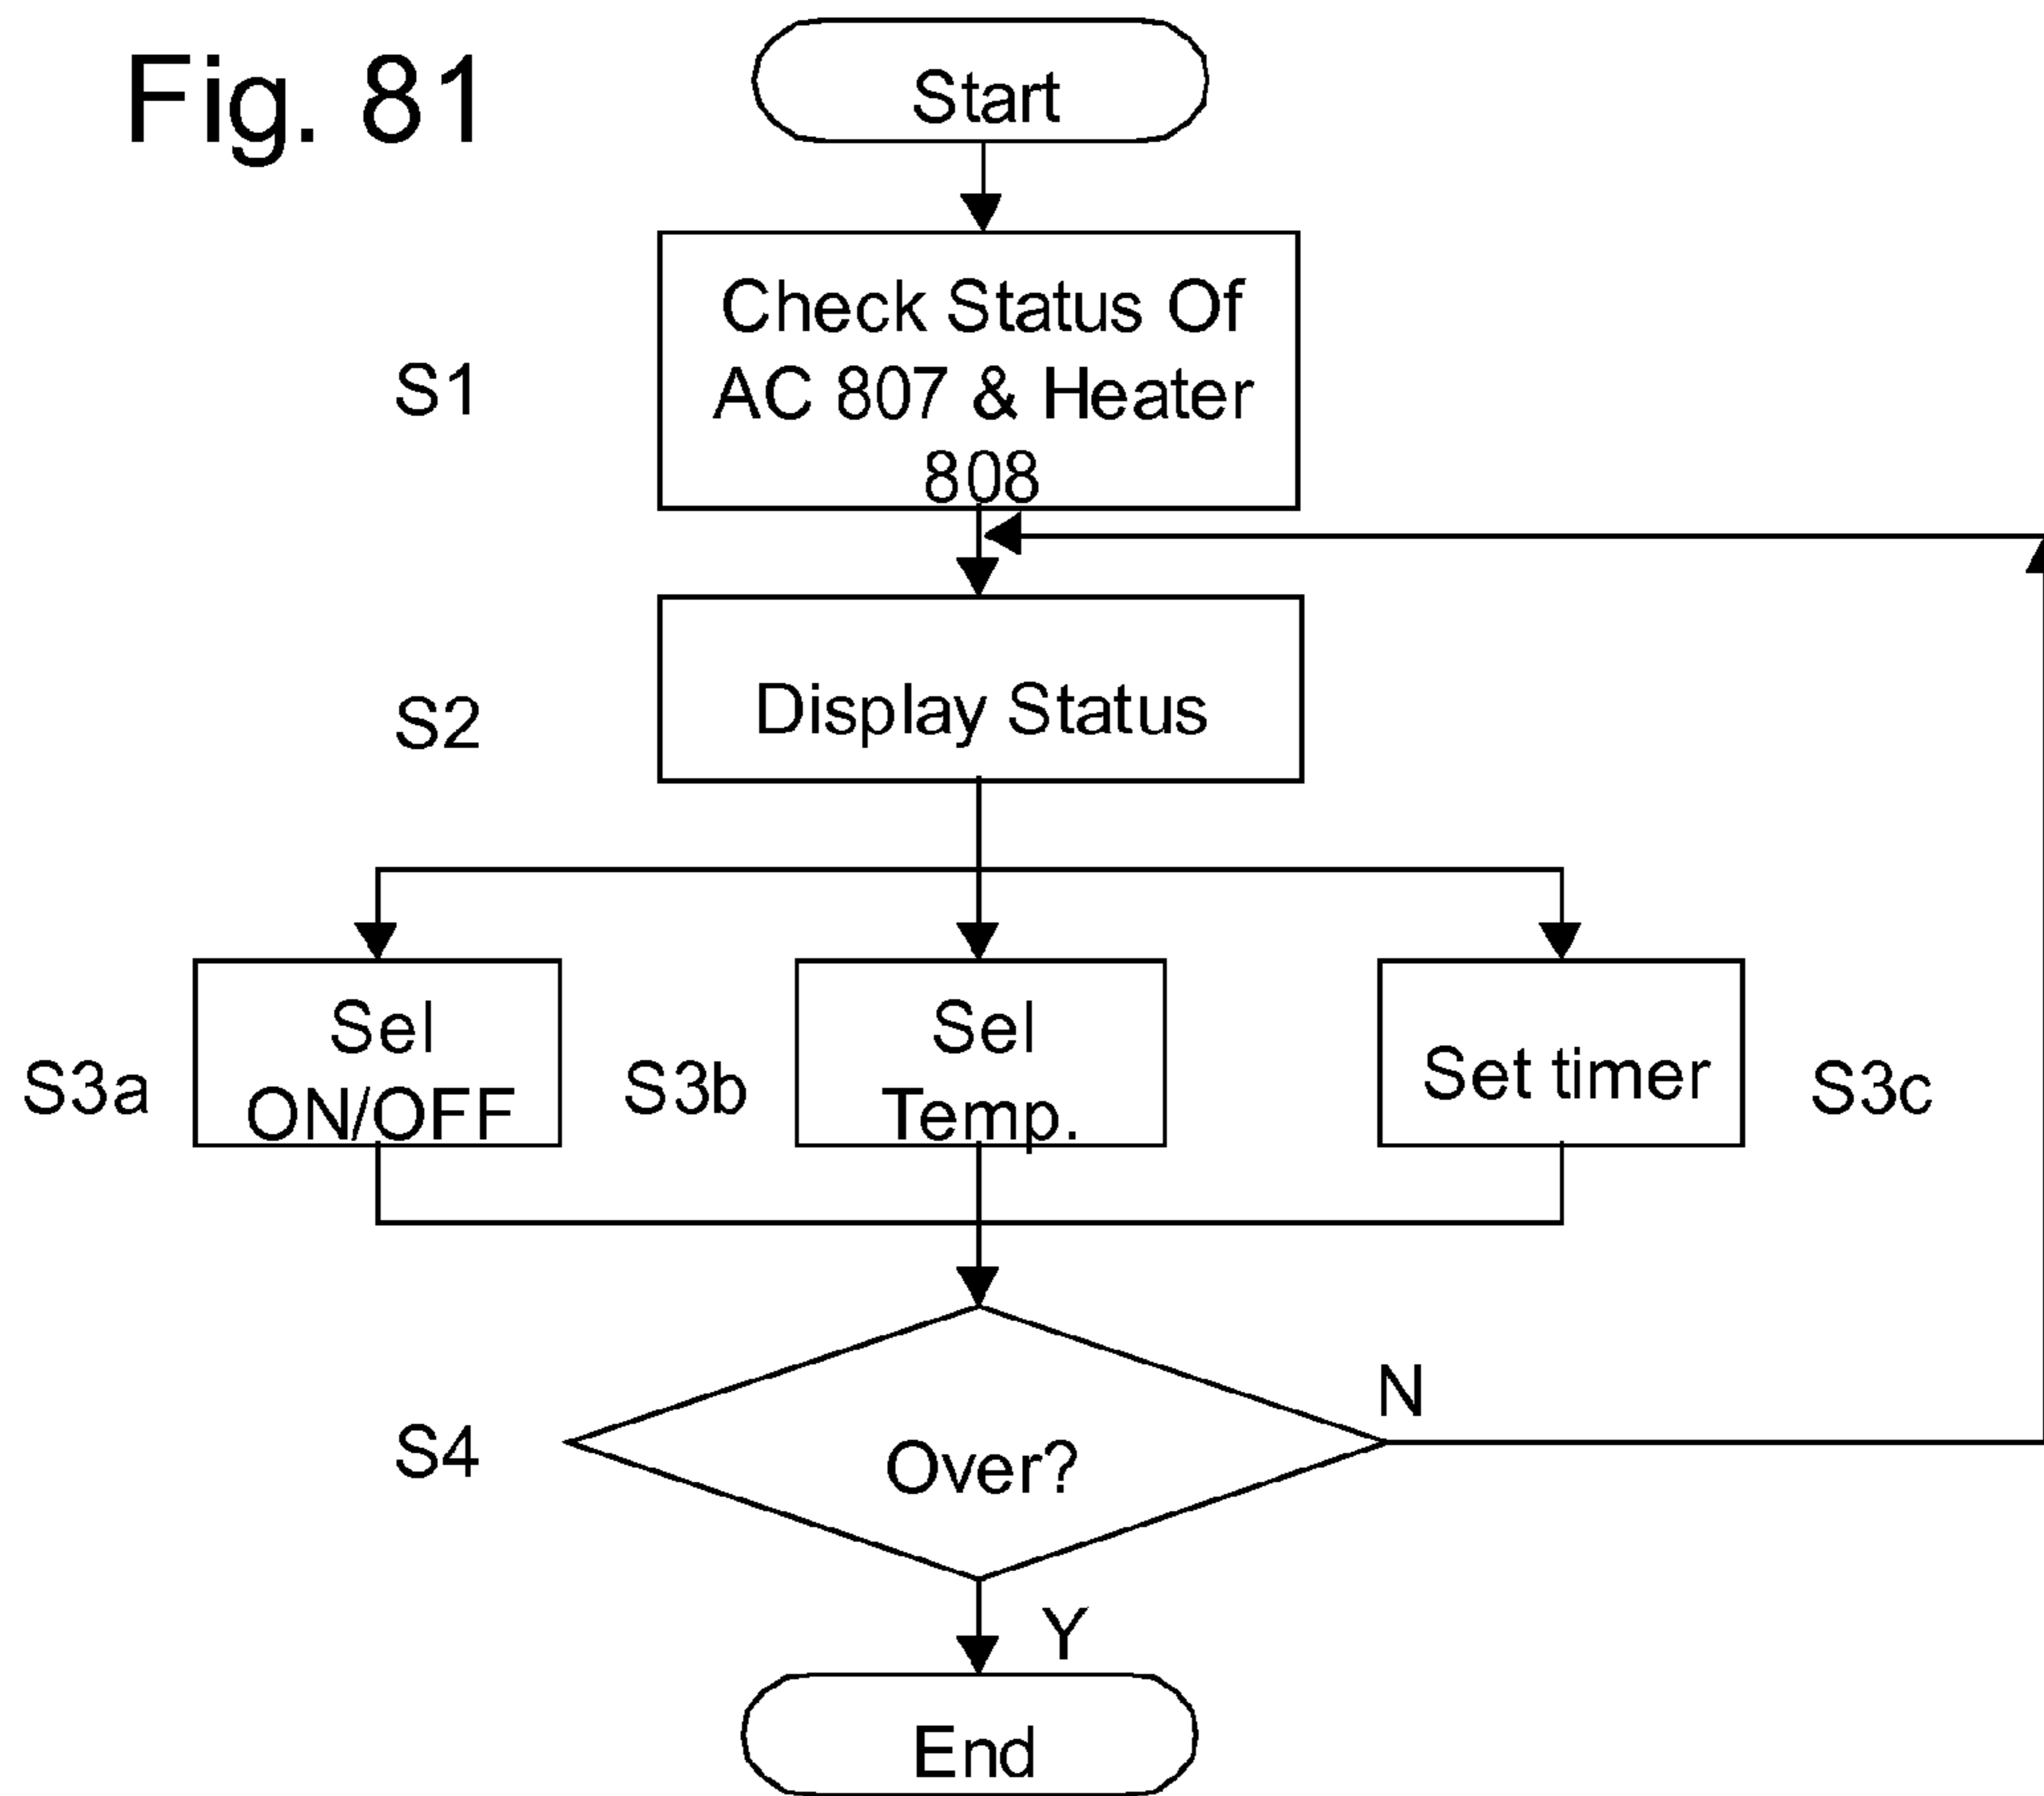 Fig. 81
Start
S1
Check Status Of
AC 807 & Heater
808
S2
Display Status
S3a
Sel
ON/OFF
S3b
Sel
Temp.
Set timer
S3c
S4
Over?
N
Y
End